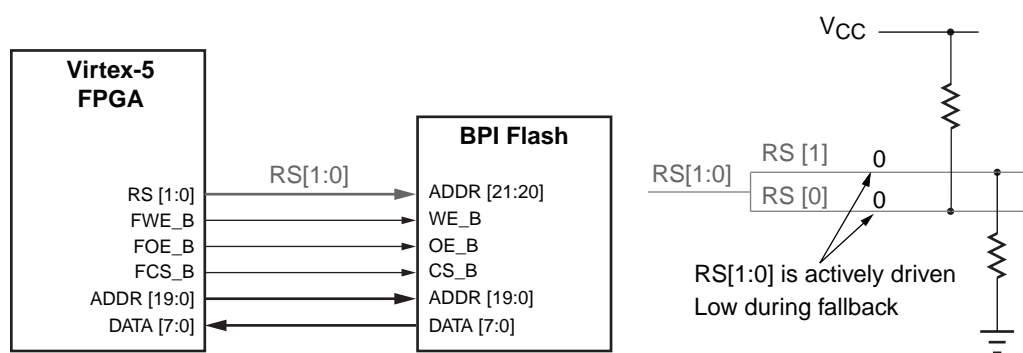 Virtex-5
FPGA
RS [1:0]
FWE_B
FOE_B
FCS_B
ADDR [19:0]
DATA [7:0]
RS[1:0]
BPI Flash
ADDR [21:20]
WE_B
OE_B
CS_B
ADDR [19:0]
DATA [7:0]
VCC
RS[1:0]
RS [1]
0
RS [0]
0
RS[1:0] is actively driven
Low during fallback